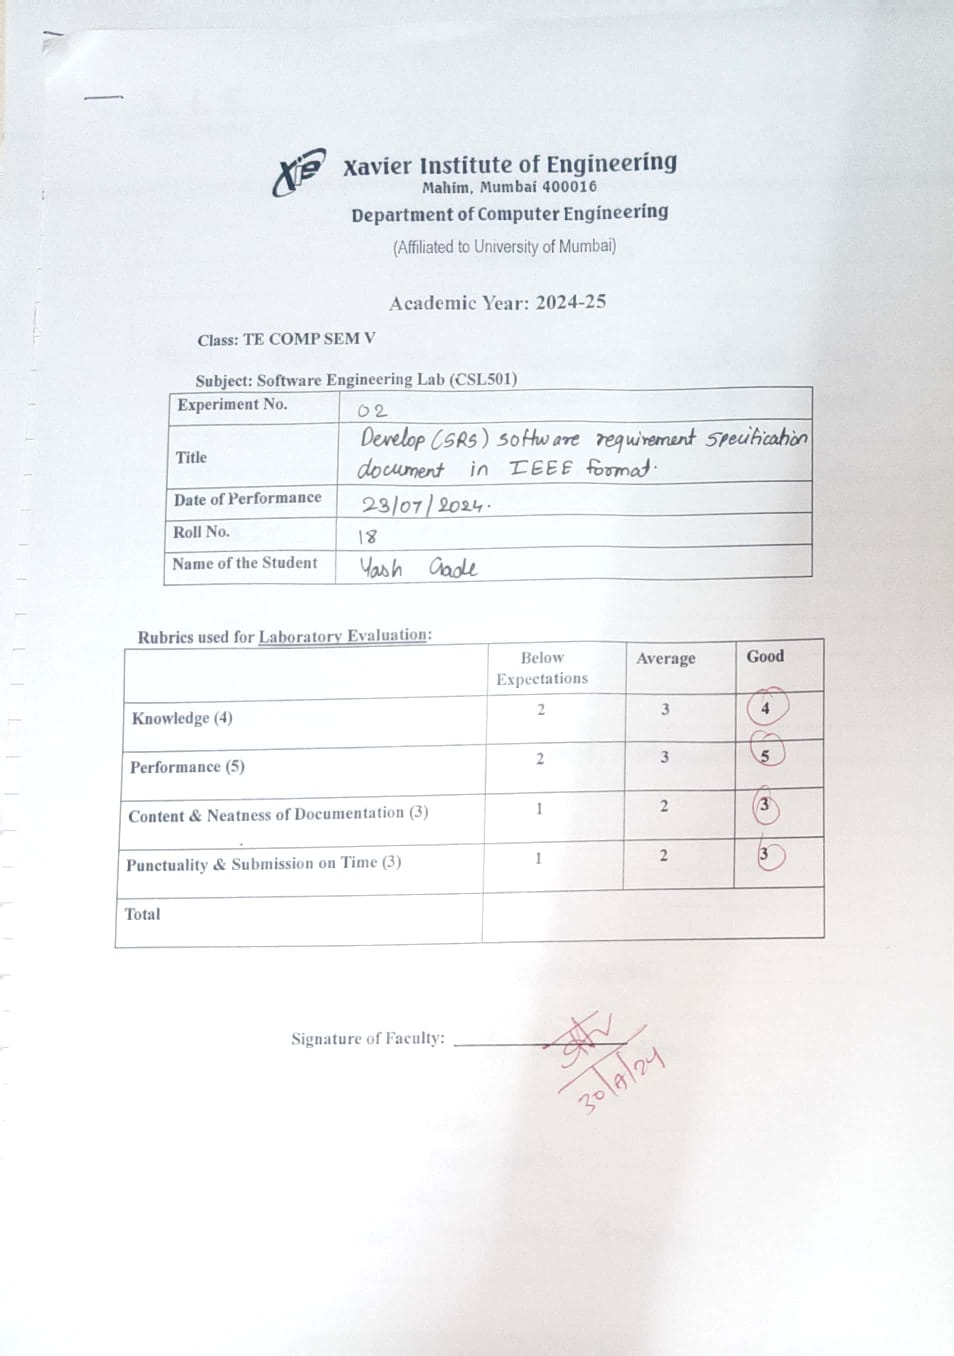 XIE Xavier Institute of Engineering
Mahim, Mumbai 400016
Department of Computer Engineering
(Affiliated to University of Mumbai)
Academic Year: 2024-25
Class: TE COMP SEM V
Subject: Software Engineering Lab (CSL501)
Experiment No. 02
Title Develop (SRS) software requirement specification
document in IEEE format.
Date of Performance 23/07/2024.
Roll No. 18
Name of the Student Yash Gade
Rubrics used for Laboratory Evaluation:
Below Expectations Average Good
Knowledge (4) 2 3 4
Performance (5) 2 3 5
Content & Neatness of Documentation (3) 1 2 3
Punctuality & Submission on Time (3) 1 2 3
Total
Signature of Faculty: